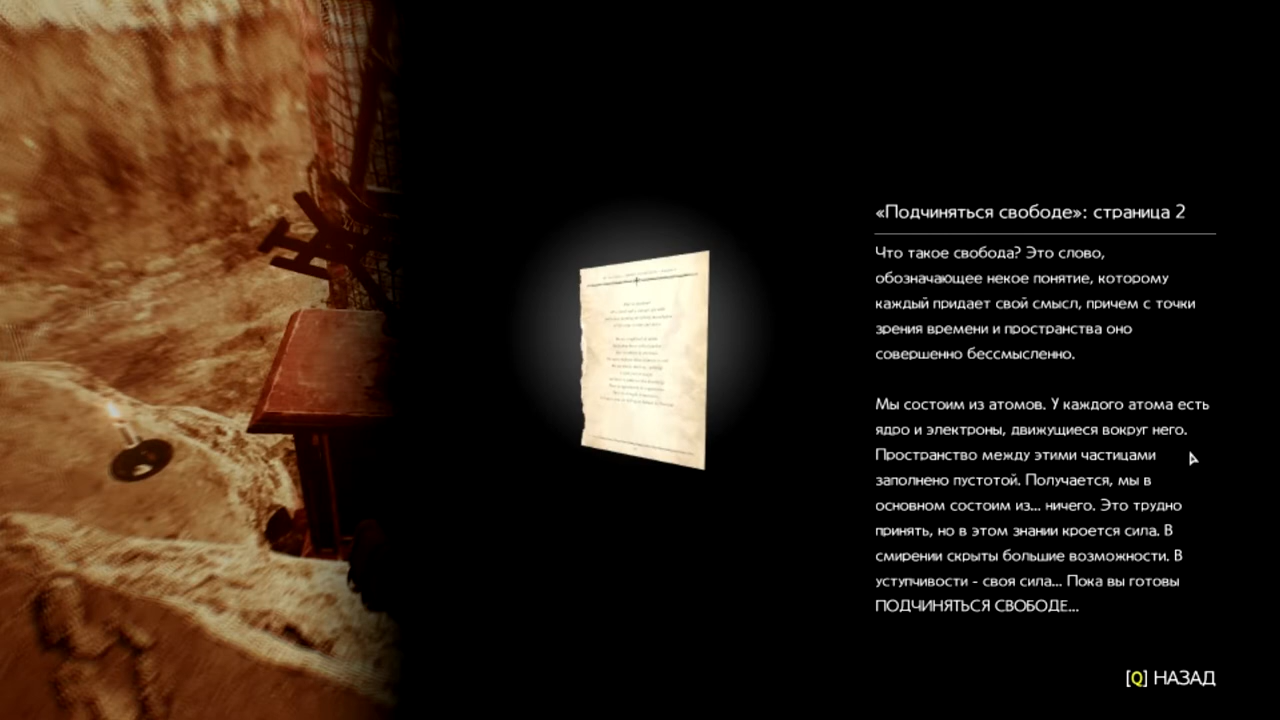 «Подчиняться свободе»: страница 2
Что такое свобода? Это слово,
обозначающее некое понятие, которому
каждый придает свой смысл, причем с точки
зрения времени и пространства оно
совершенно бессмысленно.
Мы состоим из атомов. У каждого атома есть
ядро и электроны, движущиеся вокруг него.
Пространство между этими частицами
заполнено пустотой. Получается, мы в
основном состоим из... ничего. Это трудно
принять, но в этом знании кроется сила. В
смирении скрыты большие возможности. В
уступчивости - своя сила... Пока вы готовы
ПОДЧИНЯТЬСЯ СВОБОДЕ...
[Q] НАЗАД